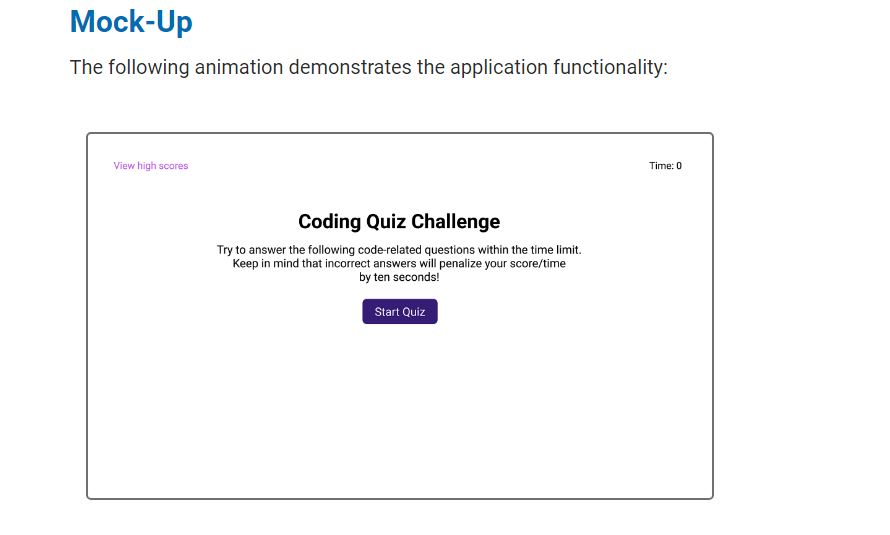 Mock-Up
The following animation demonstrates the application functionality:
View high scores
Time: 0
Coding Quiz Challenge
Try to answer the following code-related questions within the time limit.
Keep in mind that incorrect answers will penalize your score/time
by ten seconds!
Start Quiz